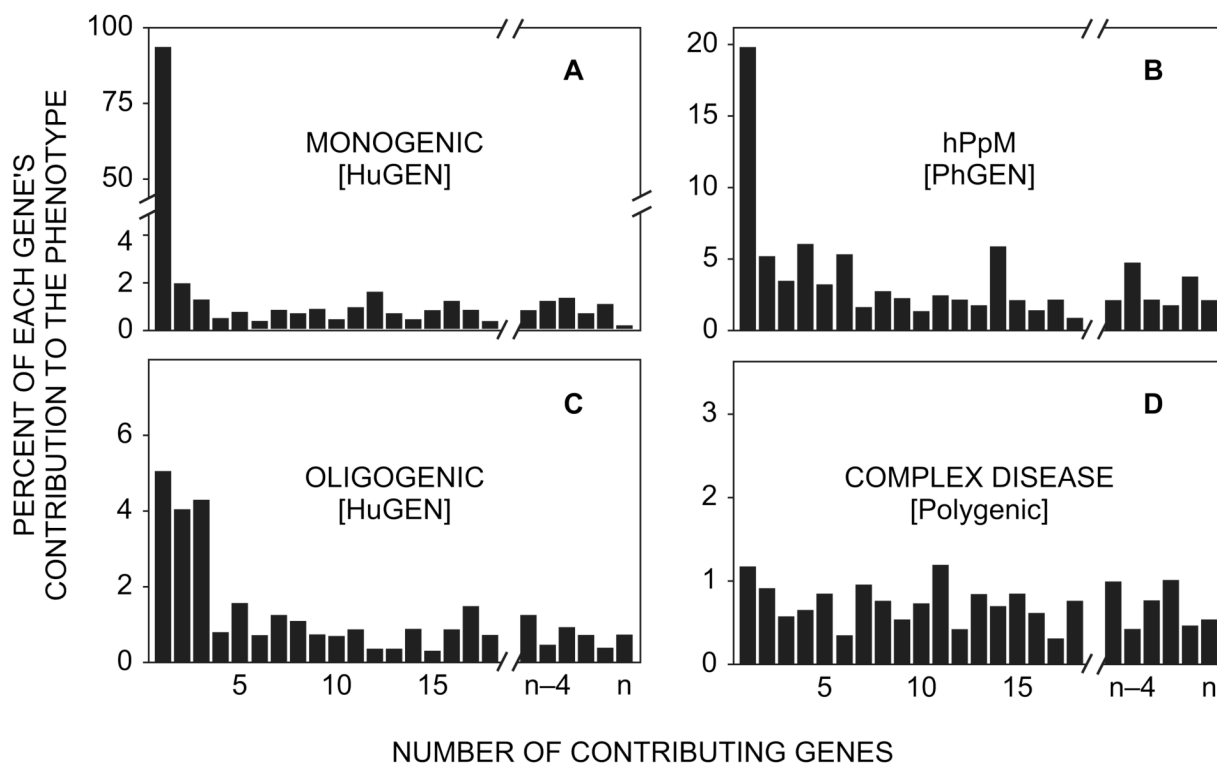 PERCENT OF EACH GENE'S
CONTRIBUTION TO THE PHENOTYPE
100
75
50
4
2
0
A
MONOGENIC
[HuGEN]
20
15
10
5
0
B
hPpM
[PhGEN]
6
4
2
0
C
OLIGOGENIC
[HuGEN]
5 10 15 n–4 n
3
2
1
0
D
COMPLEX DISEASE
[Polygenic]
5 10 15 n–4 n
NUMBER OF CONTRIBUTING GENES